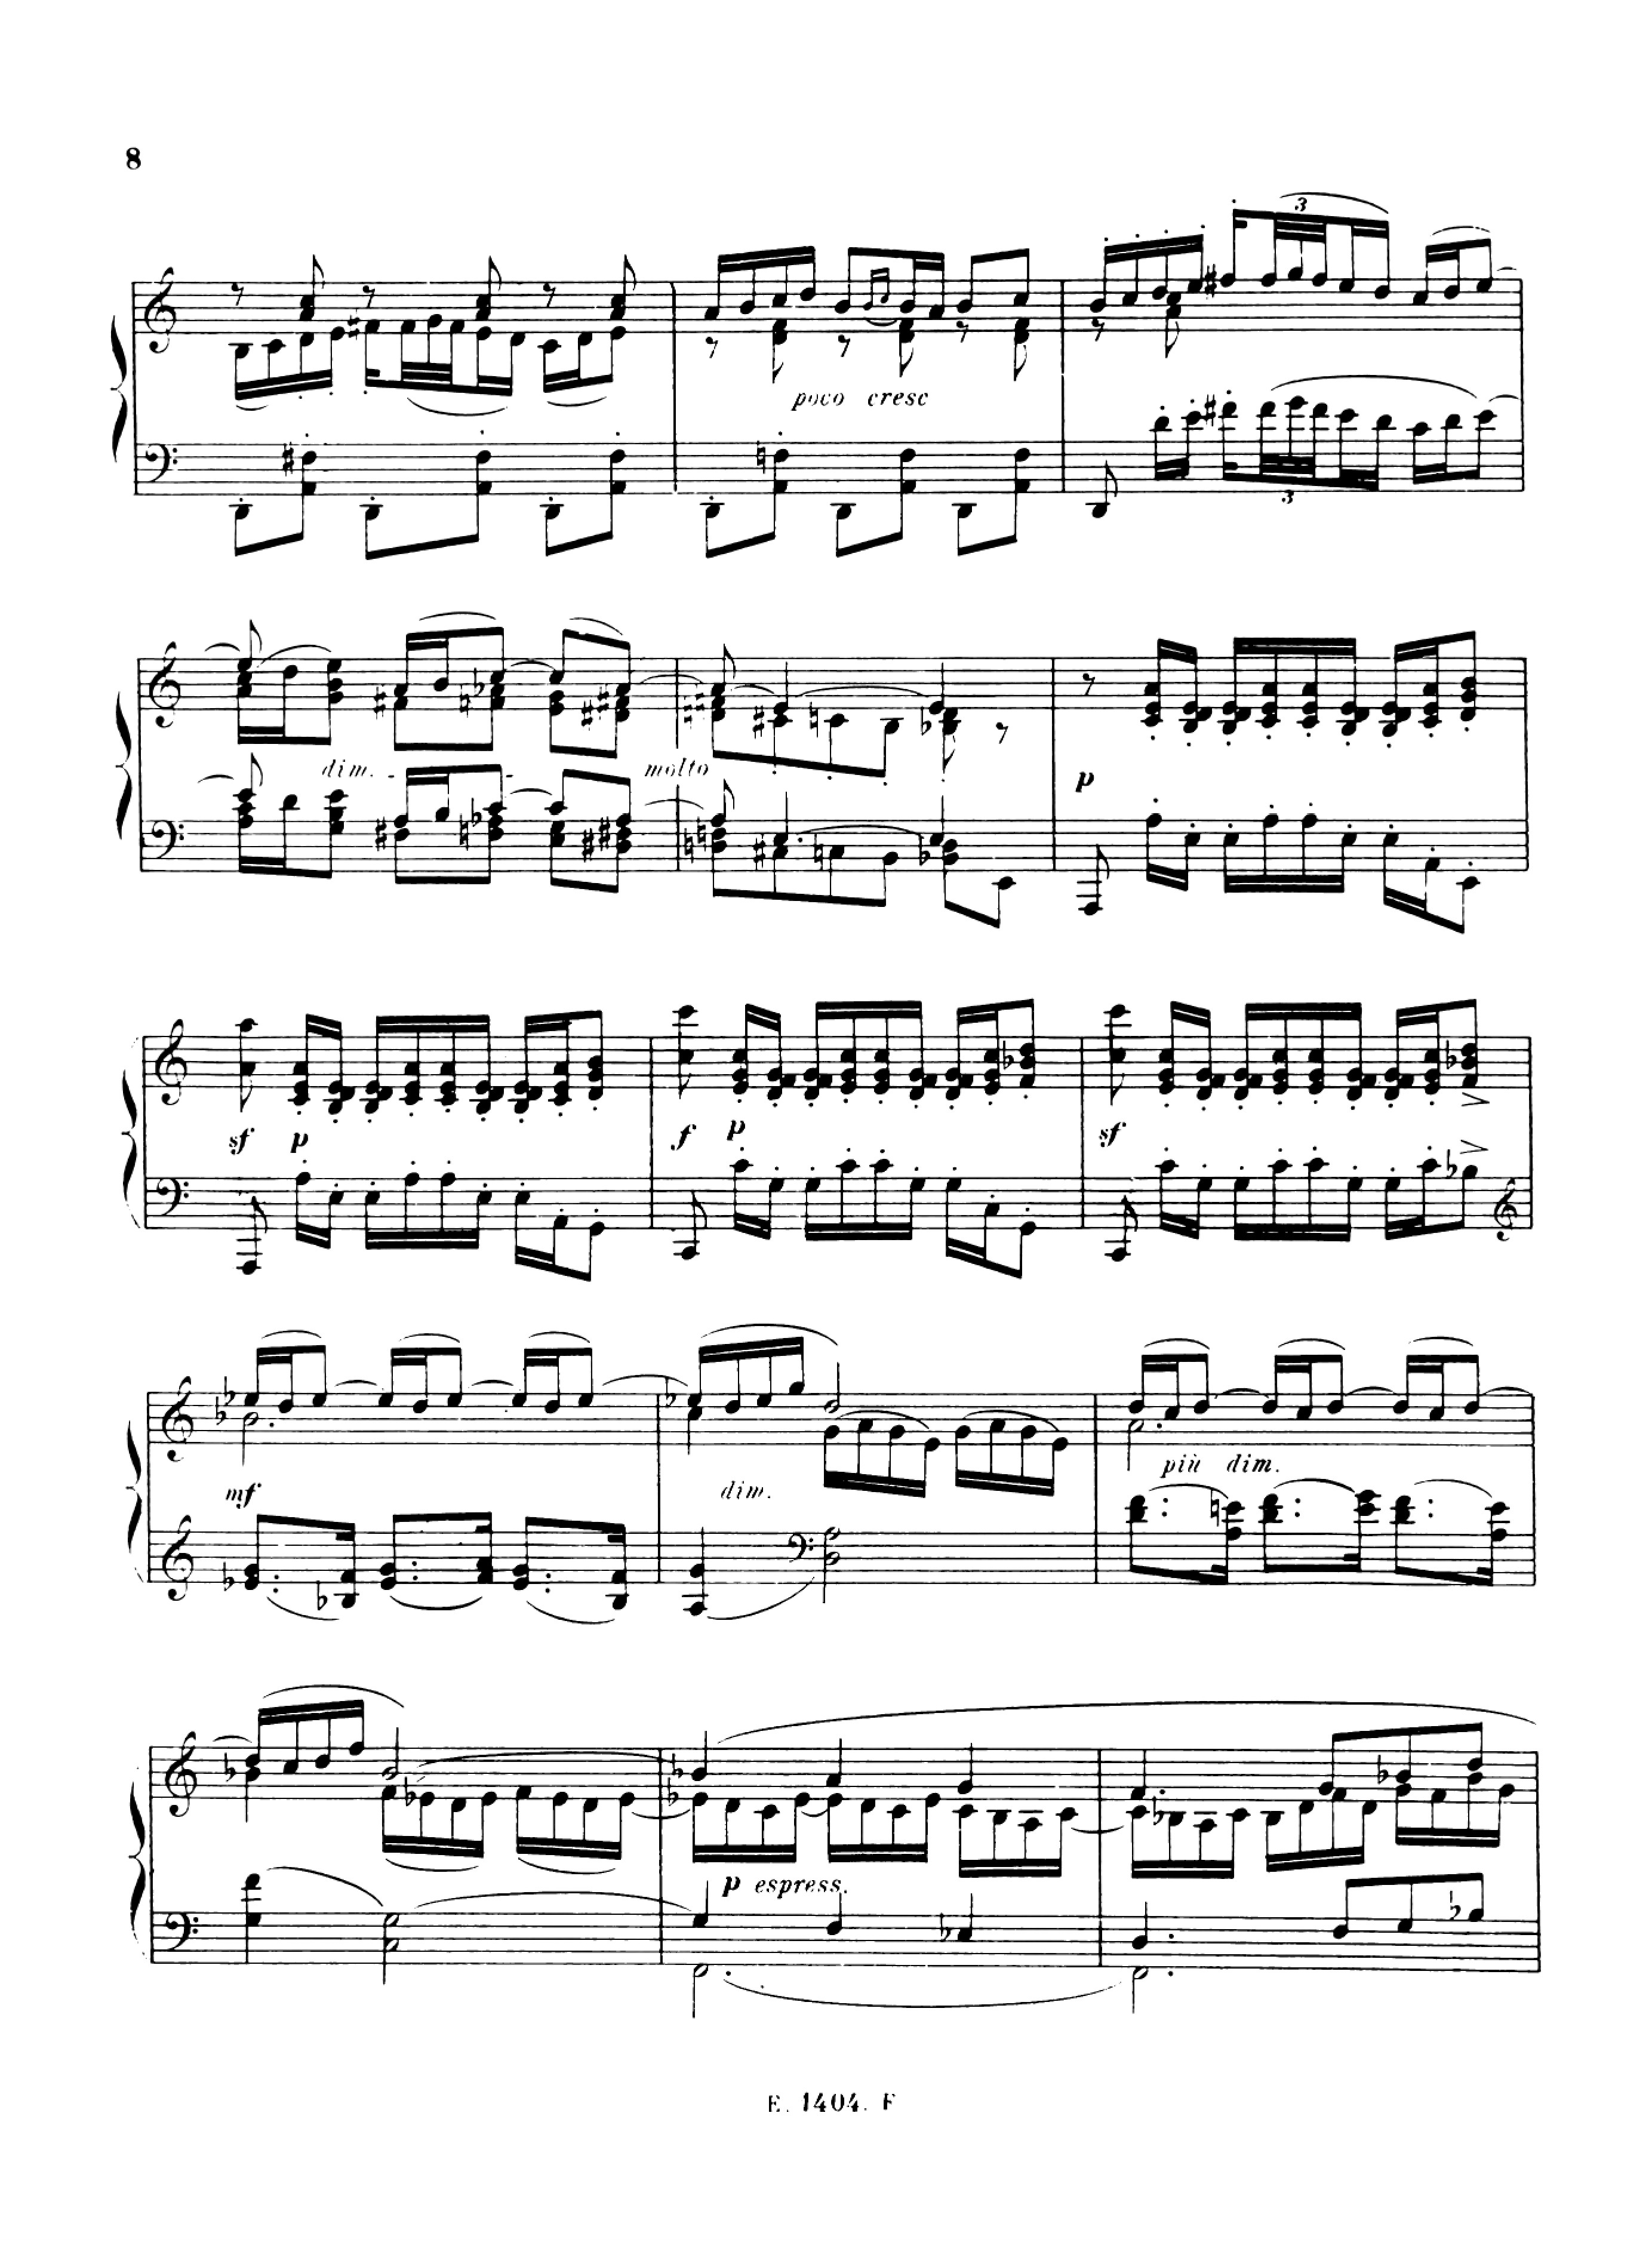 8
3
poco cresc
3
dim. - - molto
p
sf p f p sf
mf dim. più dim.
p espress.
E. 1404. F